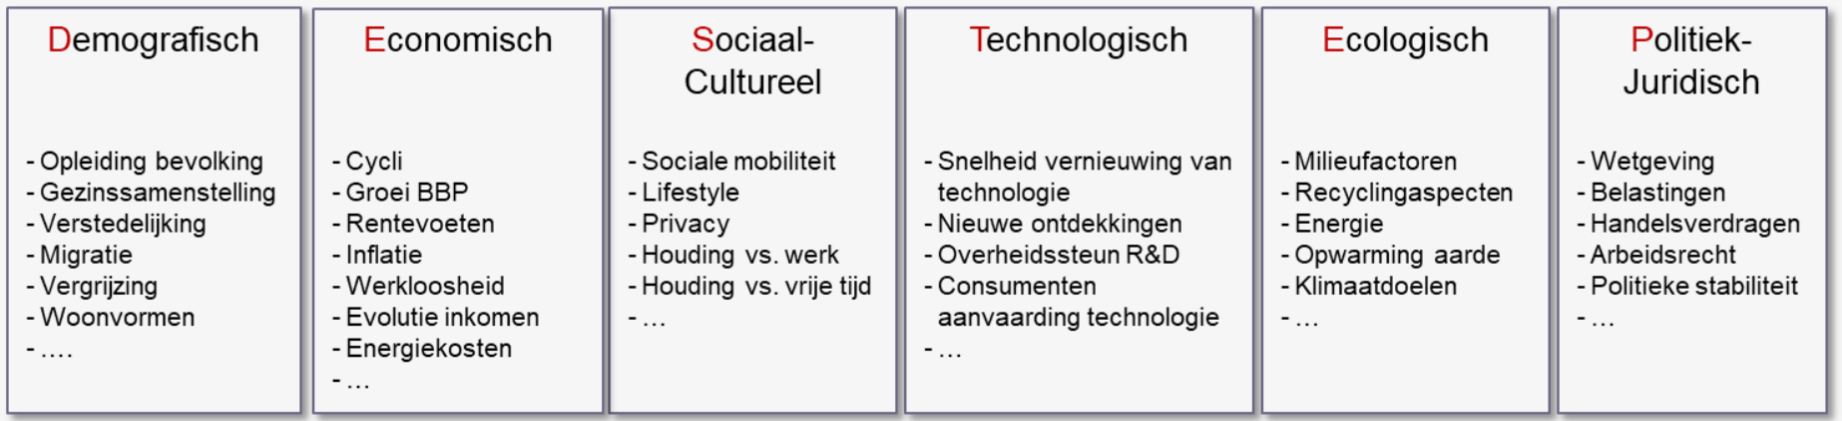 Demografisch
- Opleiding bevolking
- Gezinssamenstelling
- Verstedelijking
- Migratie
- Vergrijzing
- Woonvormen
- ….
Economisch
- Cycli
- Groei BBP
- Rentevoeten
- Inflatie
- Werkloosheid
- Evolutie inkomen
- Energiekosten
- …
Sociaal-
Cultureel
- Sociale mobiliteit
- Lifestyle
- Privacy
- Houding vs. werk
- Houding vs. vrije tijd
- …
Technologisch
- Snelheid vernieuwing van
technologie
- Nieuwe ontdekkingen
- Overheidssteun R&D
- Consumenten
aanvaarding technologie
- …
Ecologisch
- Milieufactoren
- Recyclingaspecten
- Energie
- Opwarming aarde
- Klimaatdoelen
- …
Politiek-
Juridisch
- Wetgeving
- Belastingen
- Handelsverdragen
- Arbeidsrecht
- Politieke stabiliteit
- …